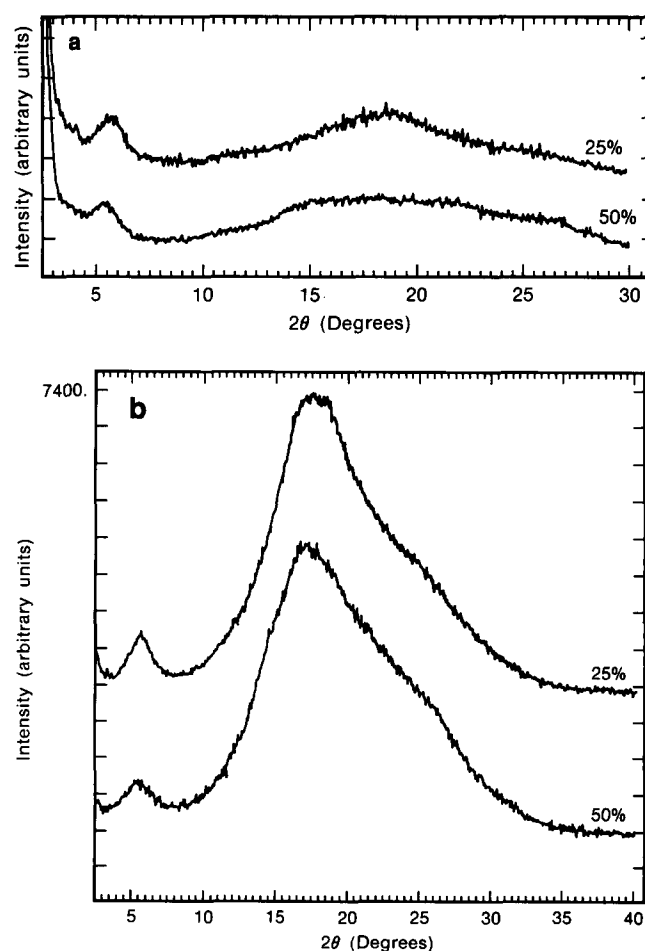 a
Intensity (arbitrary units)
25%
50%
5 10 15 20 25 30
2θ (Degrees)
7400.
b
Intensity (arbitrary units)
25%
50%
5 10 15 20 25 30 35 40
2θ (Degrees)